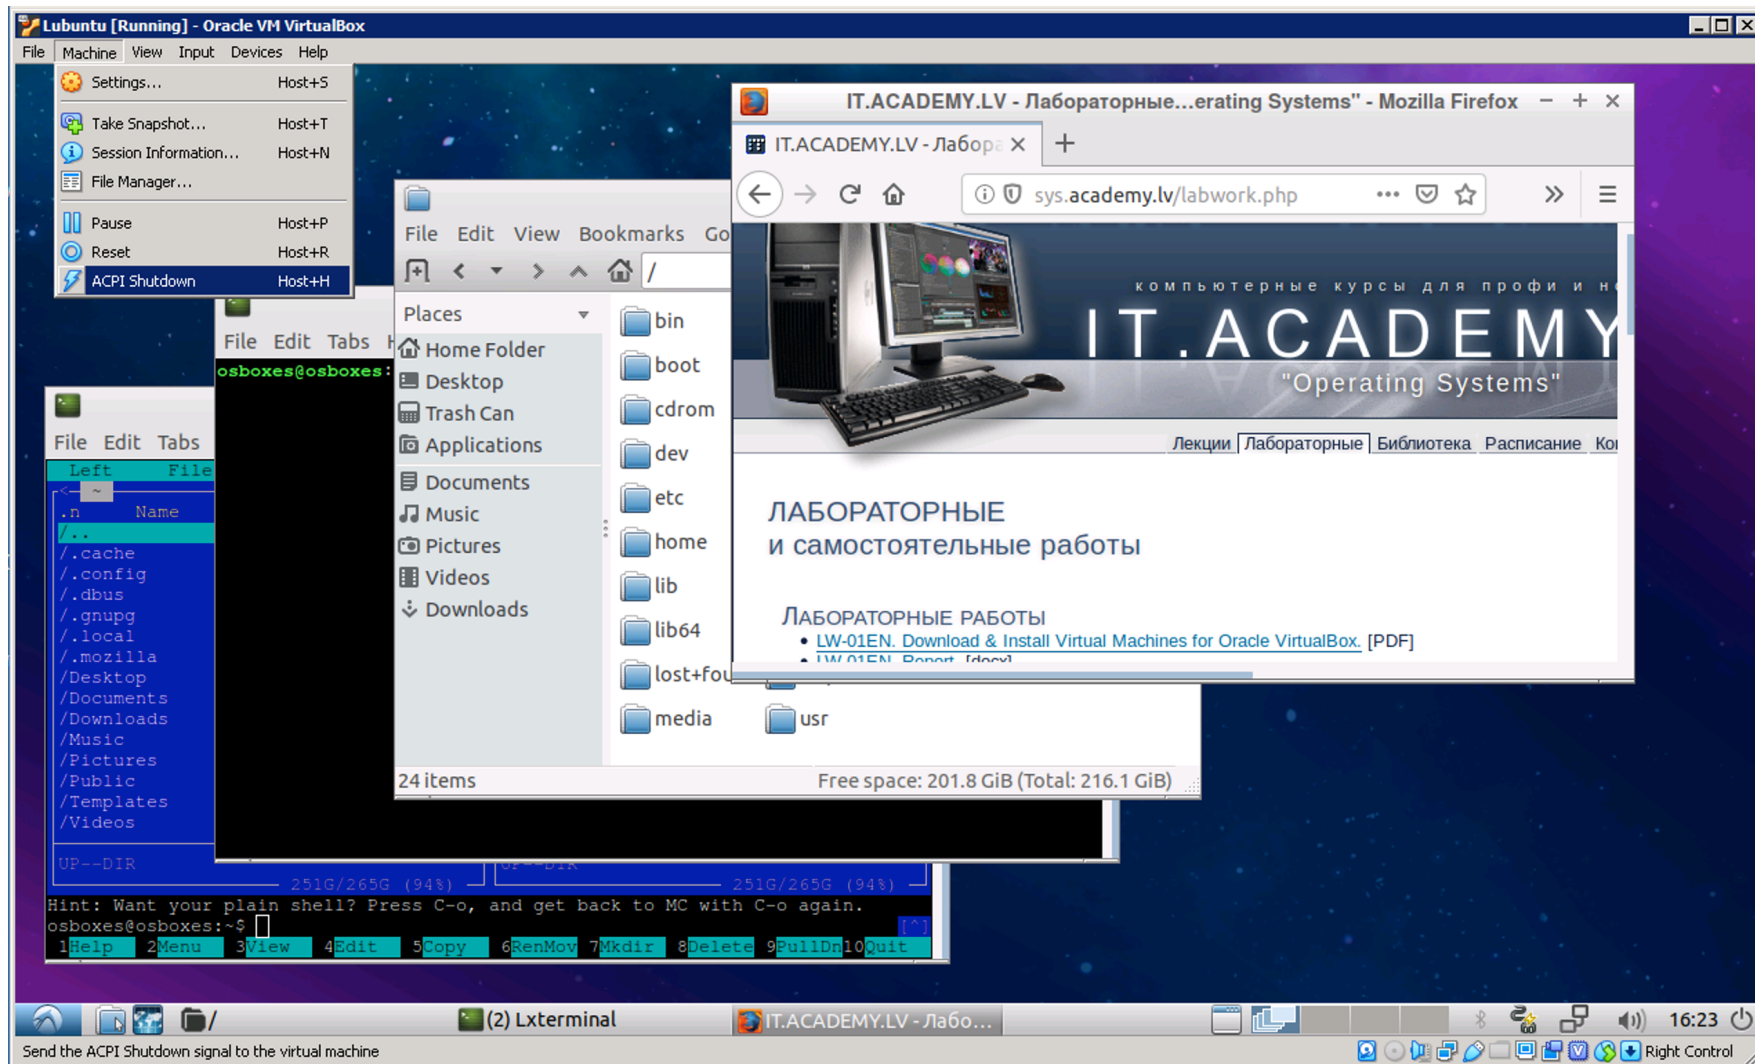 Lubuntu [Running] - Oracle VM VirtualBox
File Machine View Input Devices Help
Settings... Host+S
Take Snapshot... Host+T
Session Information... Host+N
File Manager... 
Pause Host+P
Reset Host+R
ACPI Shutdown Host+H
IT.ACADEMY.LV - Лабораторные...erating Systems" - Mozilla Firefox
IT.ACADEMY.LV - Лабора
sys.academy.lv/labwork.php
компьютерные курсы для профи и н
IT.ACADEMY
"Operating Systems"
Лекции Лабораторные Библиотека Расписание Ко
ЛАБОРАТОРНЫЕ
и самостоятельные работы
ЛАБОРАТОРНЫЕ РАБОТЫ
• LW-01EN. Download & Install Virtual Machines for Oracle VirtualBox. [PDF]
• LW-01EN. Report. [docx]
File Edit View Bookmarks Go
/
Places
Home Folder
Desktop
Trash Can
Applications
Documents
Music
Pictures
Videos
Downloads
bin
boot
cdrom
dev
etc
home
lib
lib64
lost+fou
media
usr
24 items Free space: 201.8 GiB (Total: 216.1 GiB)
File Edit Tabs
osboxes@osboxes:
File Edit Tabs
Left File
<- ~
.n Name
/..
/.cache
/.config
/.dbus
/.gnupg
/.local
/.mozilla
/Desktop
/Documents
/Downloads
/Music
/Pictures
/Public
/Templates
/Videos
UP--DIR UP--DIR
251G/265G (94%) 251G/265G (94%)
Hint: Want your plain shell? Press C-o, and get back to MC with C-o again.
osboxes@osboxes:~$ [^]
1Help 2Menu 3View 4Edit 5Copy 6RenMov 7Mkdir 8Delete 9PullDn 10Quit
/ (2) Lxterminal IT.ACADEMY.LV - Лабо... 16:23
Send the ACPI Shutdown signal to the virtual machine Right Control